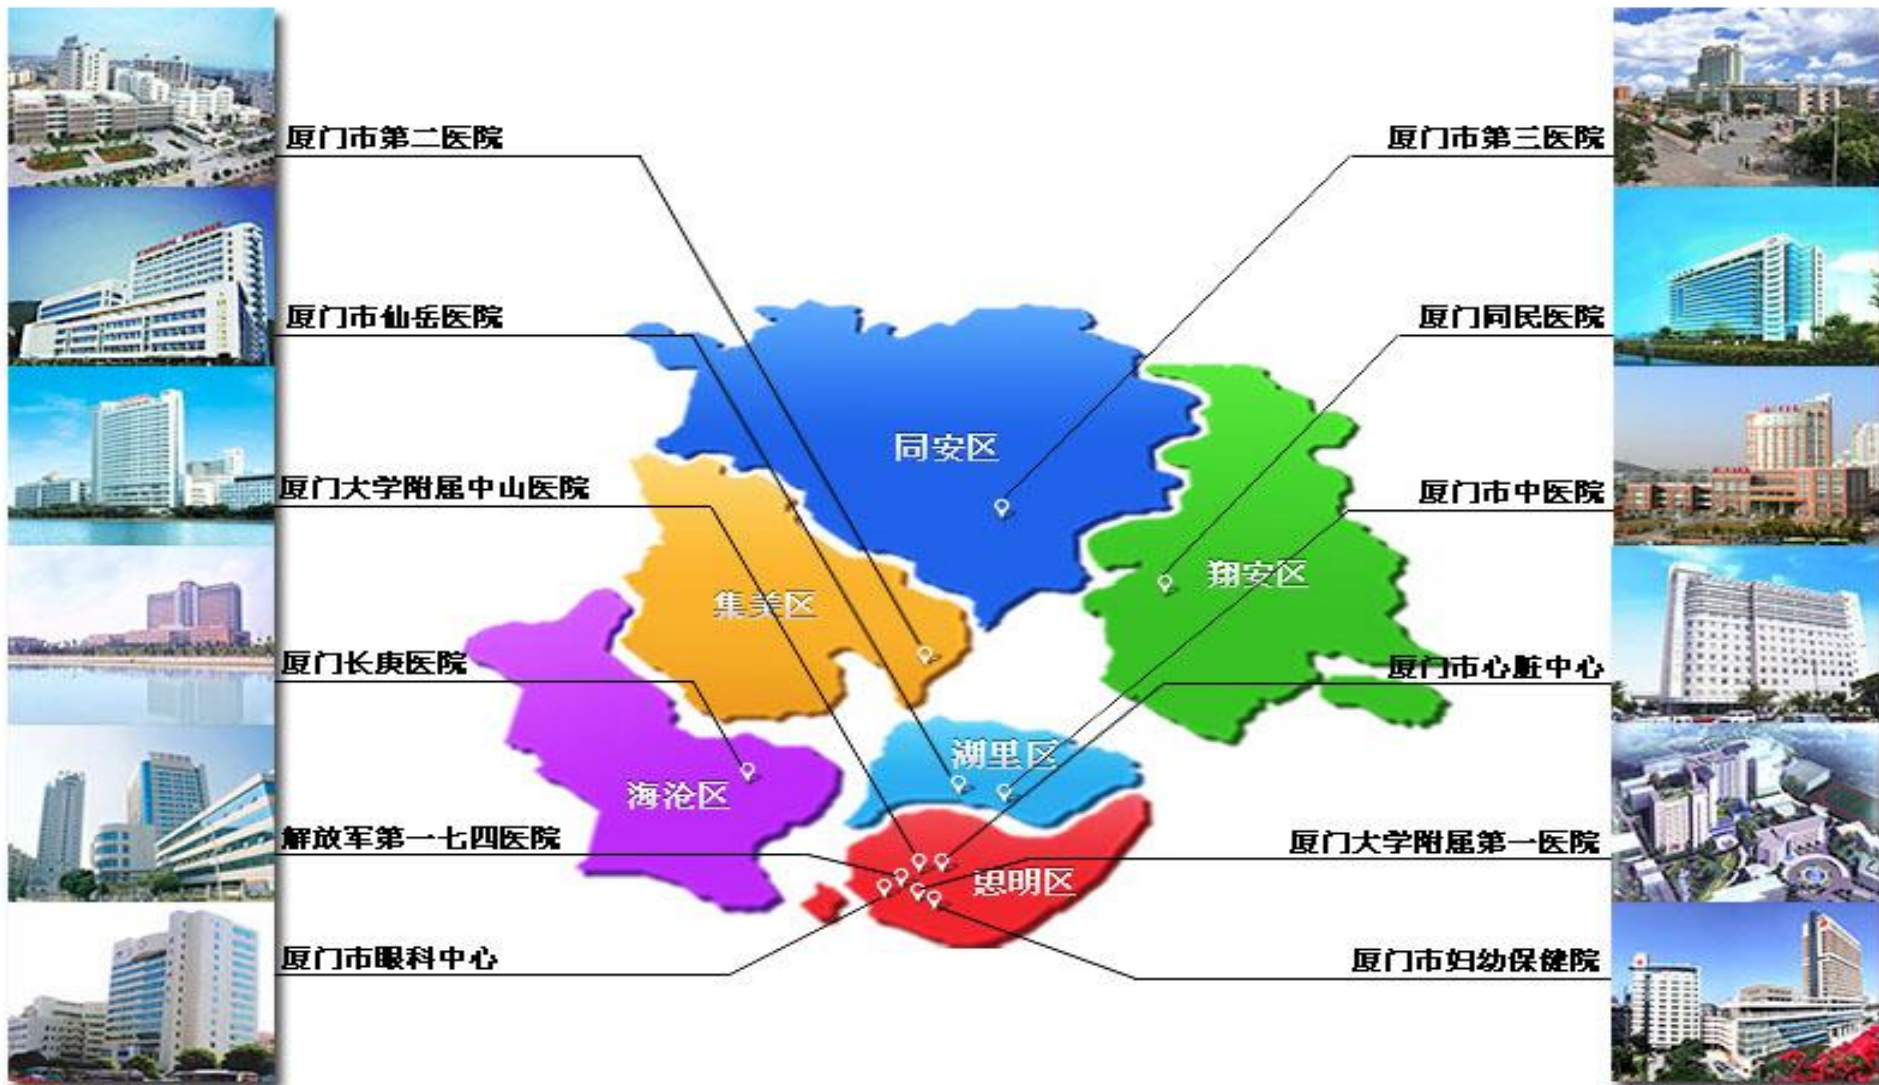 厦门市第二医院
厦门市第三医院
厦门市仙岳医院
厦门同民医院
同安区
厦门大学附属中山医院
厦门市中医院
翔安区
集美区
厦门长庚医院
厦门市心脏中心
湖里区
海沧区
解放军第一七四医院
厦门大学附属第一医院
思明区
厦门市眼科中心
厦门市妇幼保健院